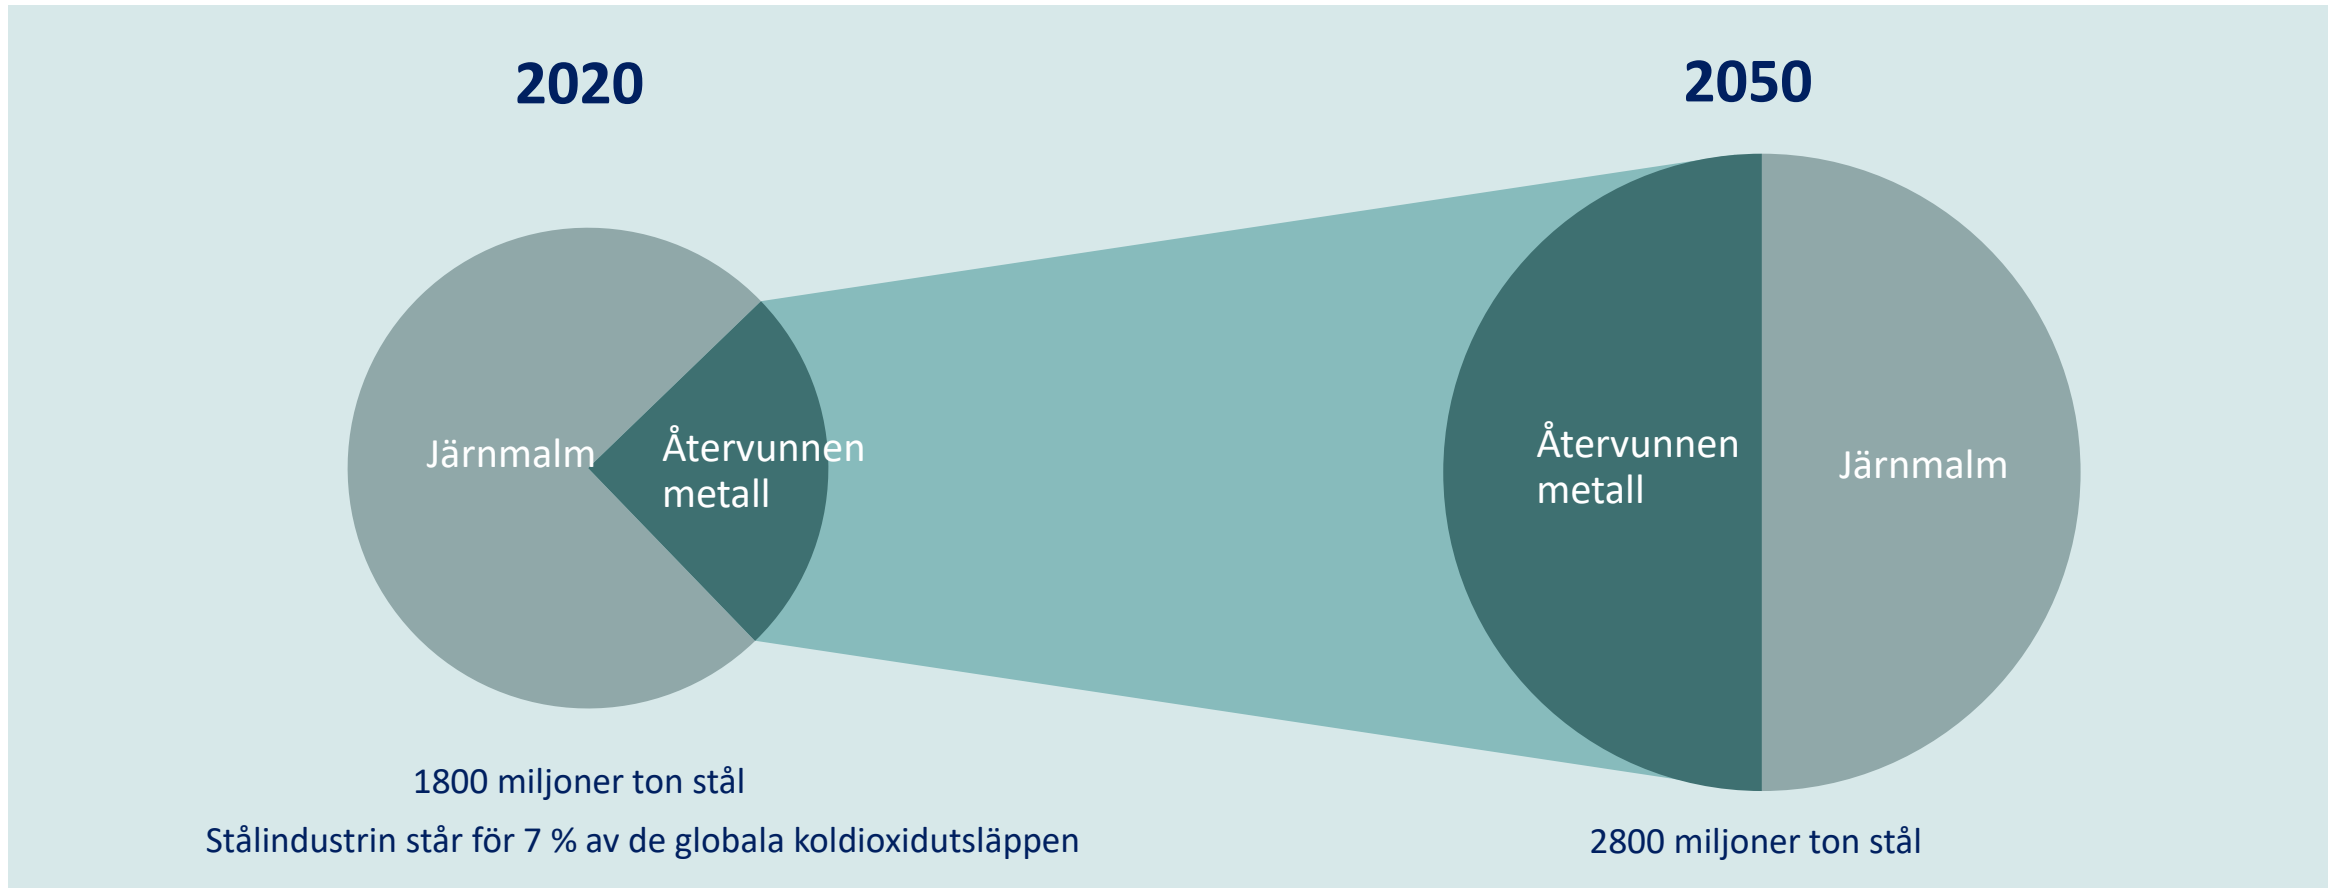 2020
2050
Järnmalm
Återvunnen
metall
Återvunnen
metall
Järnmalm
1800 miljoner ton stål
Stålindustrin står för 7 % av de globala koldioxidutsläppen
2800 miljoner ton stål